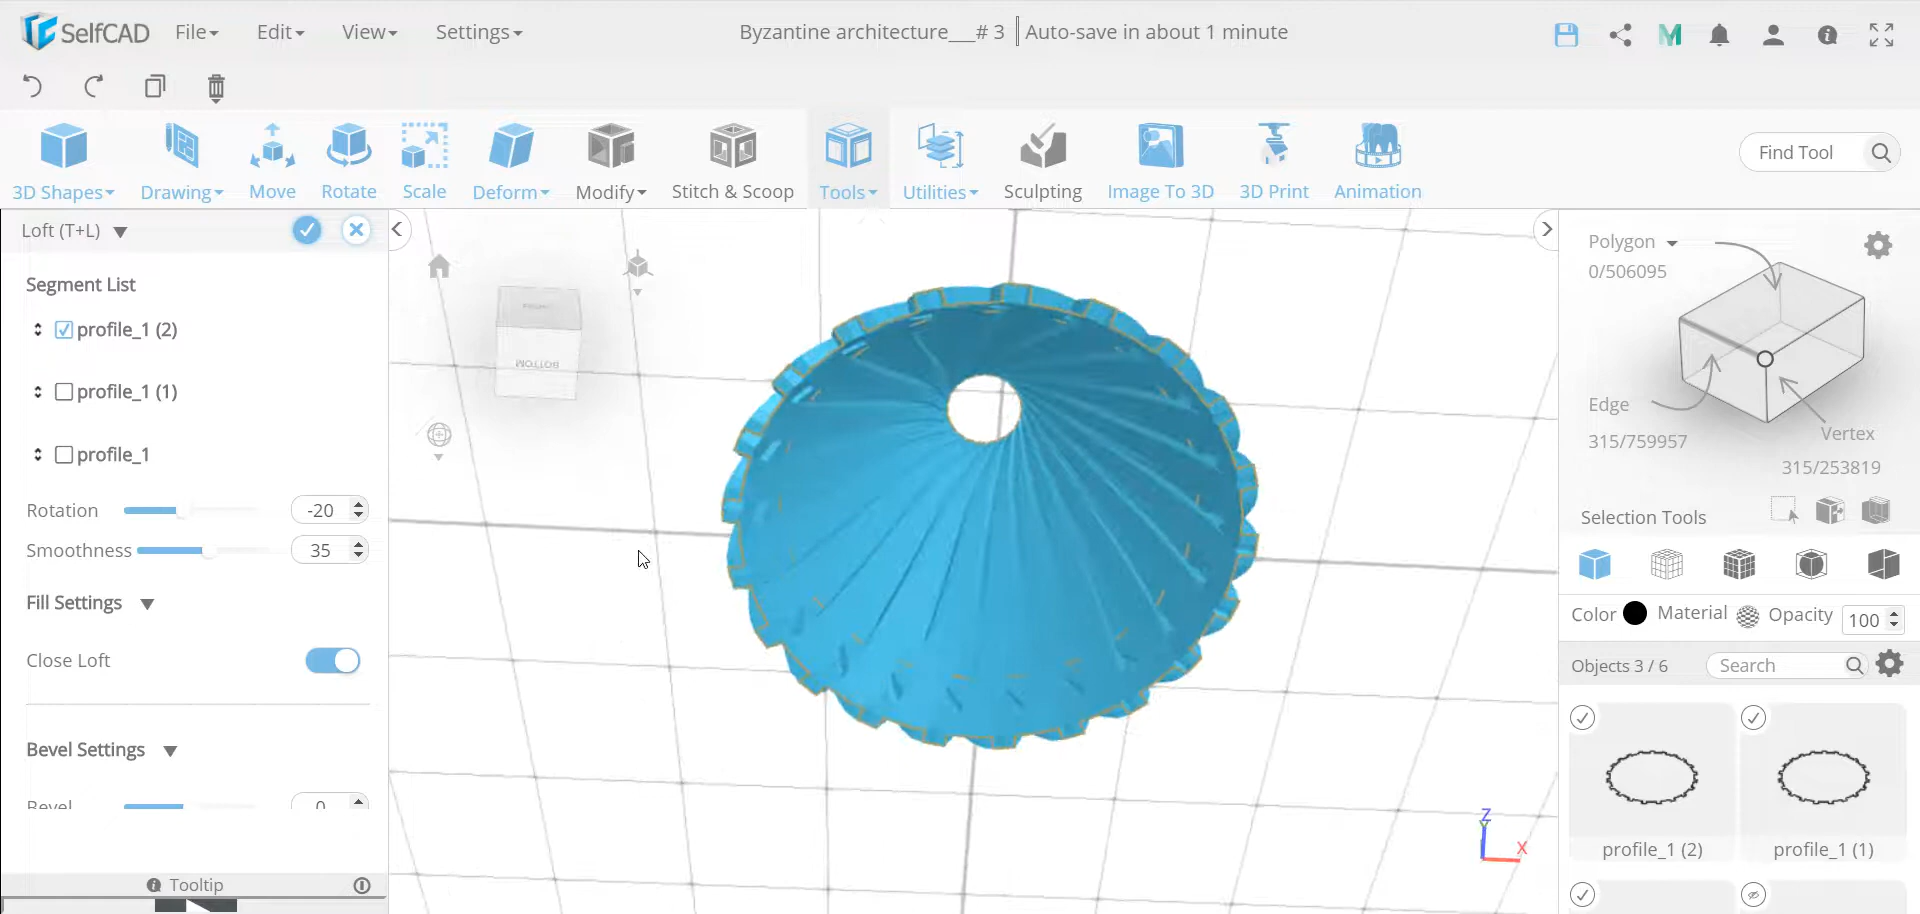 SelfCAD File Edit View Settings Byzantine architecture___# 3 Auto-save in about 1 minute
3D Shapes Drawing Move Rotate Scale Deform Modify Stitch & Scoop Tools Utilities Sculpting Image To 3D 3D Print Animation Find Tool
Loft (T+L)
Segment List
profile_1 (2)
profile_1 (1)
profile_1
Rotation -20
Smoothness 35
Fill Settings
Close Loft
Bevel Settings
Bevel 0
Tooltip
BOTTOM
Z
Y
X
Polygon
0/506095
Edge
315/759957
Vertex
315/253819
Selection Tools
Color Material Opacity 100
Objects 3 / 6 Search
profile_1 (2) profile_1 (1)